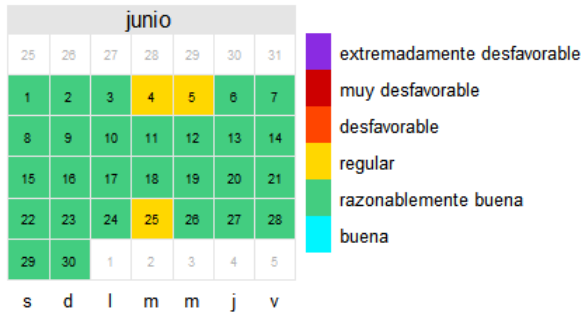 junio
25 26 27 28 29 30 31
1 2 3 4 5 6 7
8 9 10 11 12 13 14
15 16 17 18 19 20 21
22 23 24 25 26 27 28
29 30 1 2 3 4 5
s d l m m j v
extremadamente desfavorable
muy desfavorable
desfavorable
regular
razonablemente buena
buena